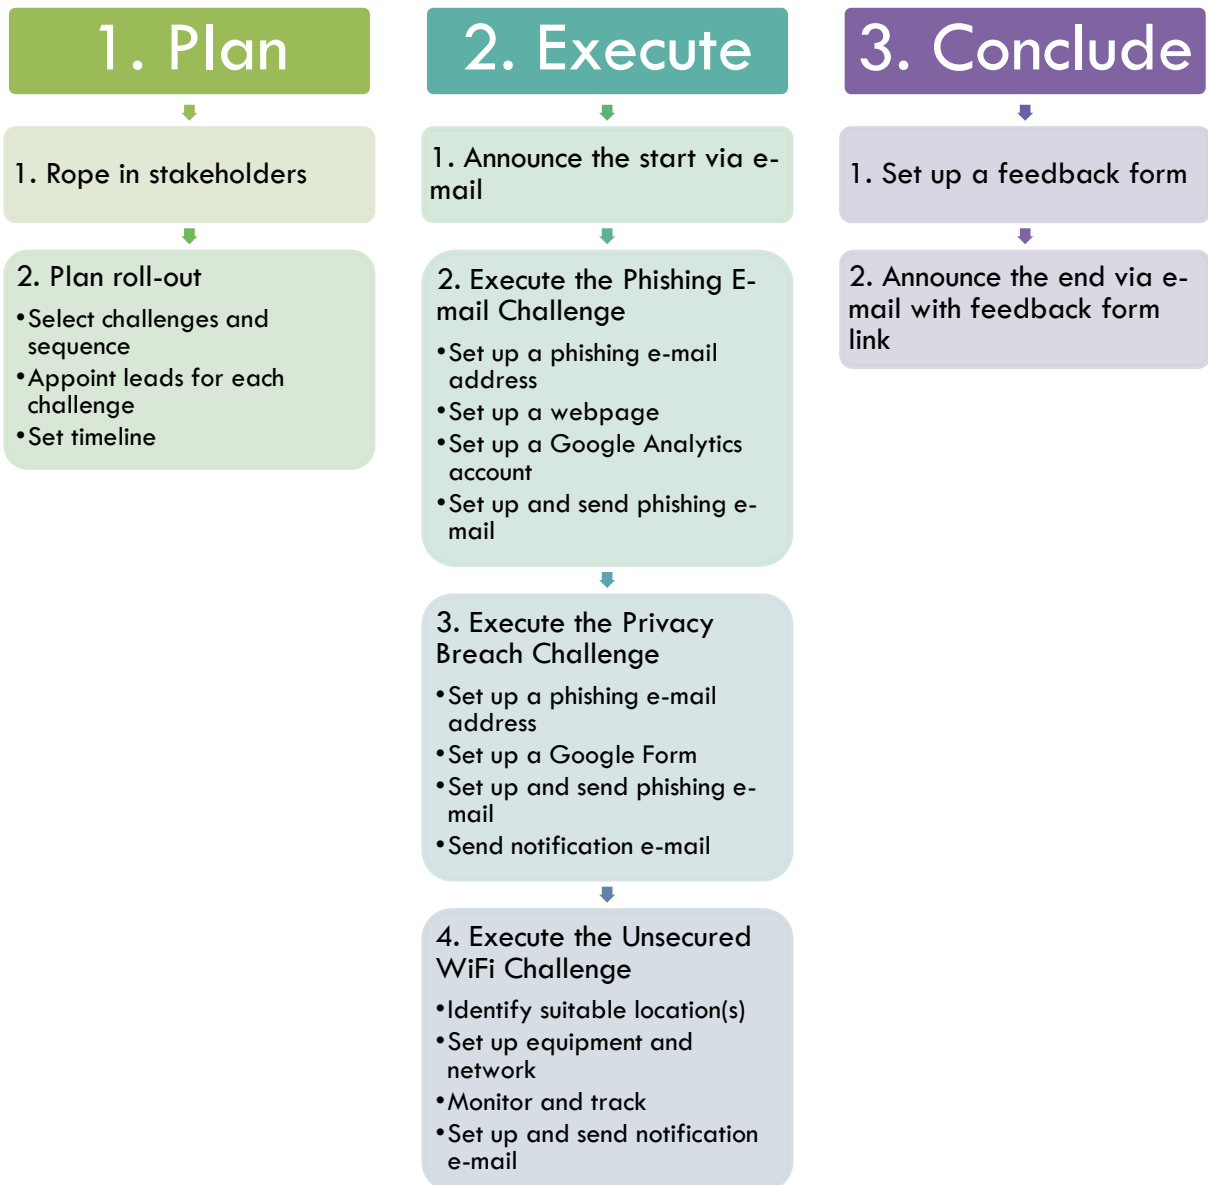 1. Plan
1. Rope in stakeholders
2. Plan roll-out
•Select challenges and
sequence
•Appoint leads for each
challenge
•Set timeline
2. Execute
1. Announce the start via e-
mail
2. Execute the Phishing E-
mail Challenge
•Set up a phishing e-mail
address
•Set up a webpage
•Set up a Google Analytics
account
•Set up and send phishing e-
mail
3. Execute the Privacy
Breach Challenge
•Set up a phishing e-mail
address
•Set up a Google Form
•Set up and send phishing e-
mail
•Send notification e-mail
4. Execute the Unsecured
WiFi Challenge
•Identify suitable location(s)
•Set up equipment and
network
•Monitor and track
•Set up and send notification
e-mail
3. Conclude
1. Set up a feedback form
2. Announce the end via e-
mail with feedback form
link